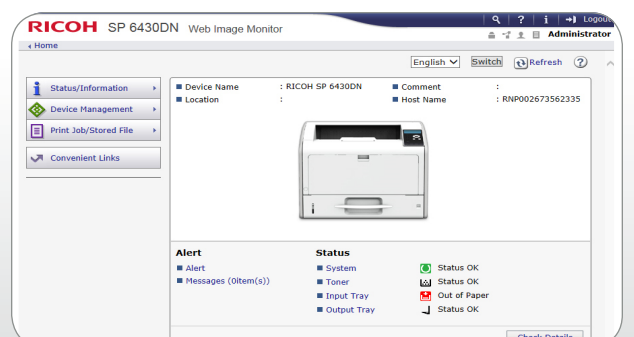 RICOH SP 6430DN Web Image Monitor
Logout
Administrator
Home
English Switch Refresh
Status/Information
Device Management
Print Job/Stored File
Convenient Links
Device Name : RICOH SP 6430DN Comment :
Location : Host Name : RNP002673562335
Alert Status
Alert System Status OK
Messages (0item(s)) Toner Status OK
Input Tray Out of Paper
Output Tray Status OK
Check Details